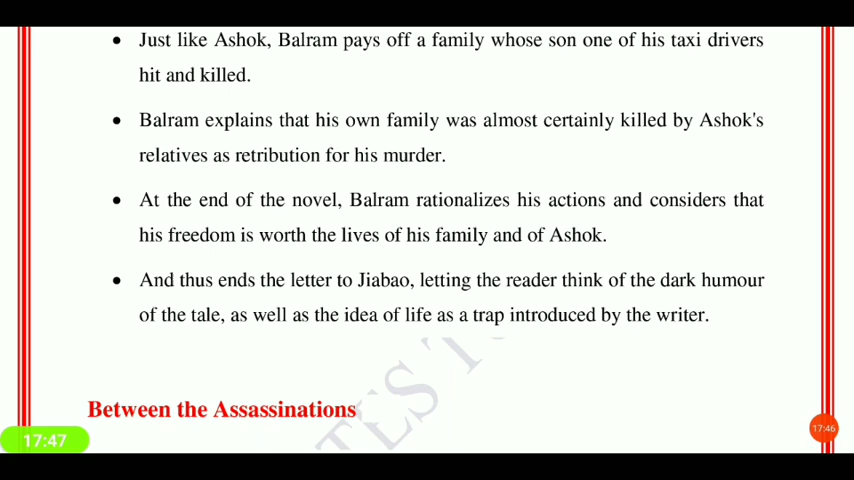 • Just like Ashok, Balram pays off a family whose son one of his taxi drivers
hit and killed.
• Balram explains that his own family was almost certainly killed by Ashok's
relatives as retribution for his murder.
• At the end of the novel, Balram rationalizes his actions and considers that
his freedom is worth the lives of his family and of Ashok.
• And thus ends the letter to Jiabao, letting the reader think of the dark humour
of the tale, as well as the idea of life as a trap introduced by the writer.
Between the Assassinations
17:47
17:46